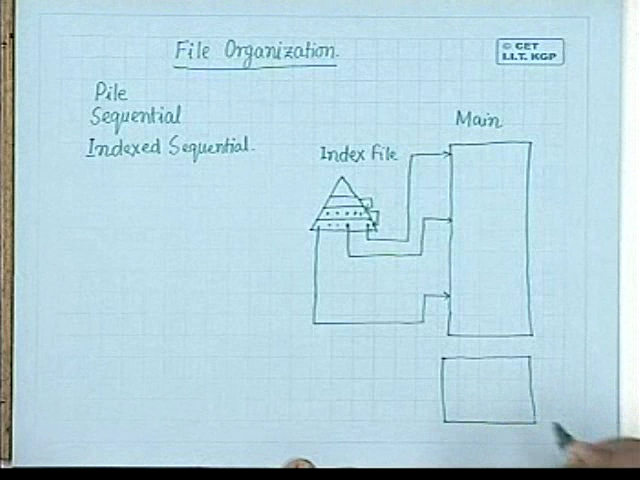 File Organization.
© CET
I.I.T. KGP
Pile
Sequential
Indexed Sequential.
Main
Index File